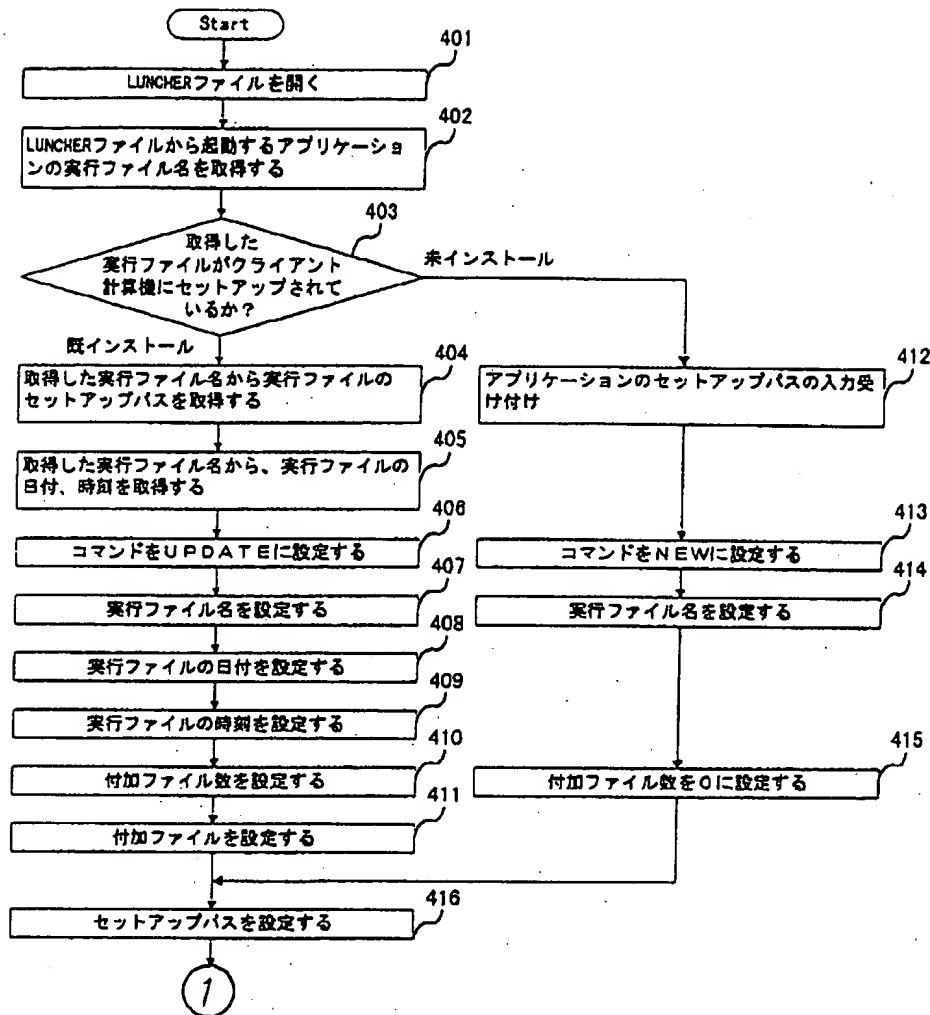 Start
401
LUNCHERファイルを開く
402
LUNCHERファイルから起動するアプリケーショ
ンの実行ファイル名を取得する
403
取得した
実行ファイルがクライアント
計算機にセットアップされて
いるか？
未インストール
既インストール
404
取得した実行ファイル名から実行ファイルの
セットアップパスを取得する
412
アプリケーションのセットアップパスの入力受
け付け
405
取得した実行ファイル名から、実行ファイルの
日付、時刻を取得する
406
コマンドをUPDATEに設定する
413
コマンドをNEWに設定する
407
実行ファイル名を設定する
414
実行ファイル名を設定する
408
実行ファイルの日付を設定する
409
実行ファイルの時刻を設定する
410
付加ファイル数を設定する
415
付加ファイル数を0に設定する
411
付加ファイルを設定する
416
セットアップパスを設定する
1